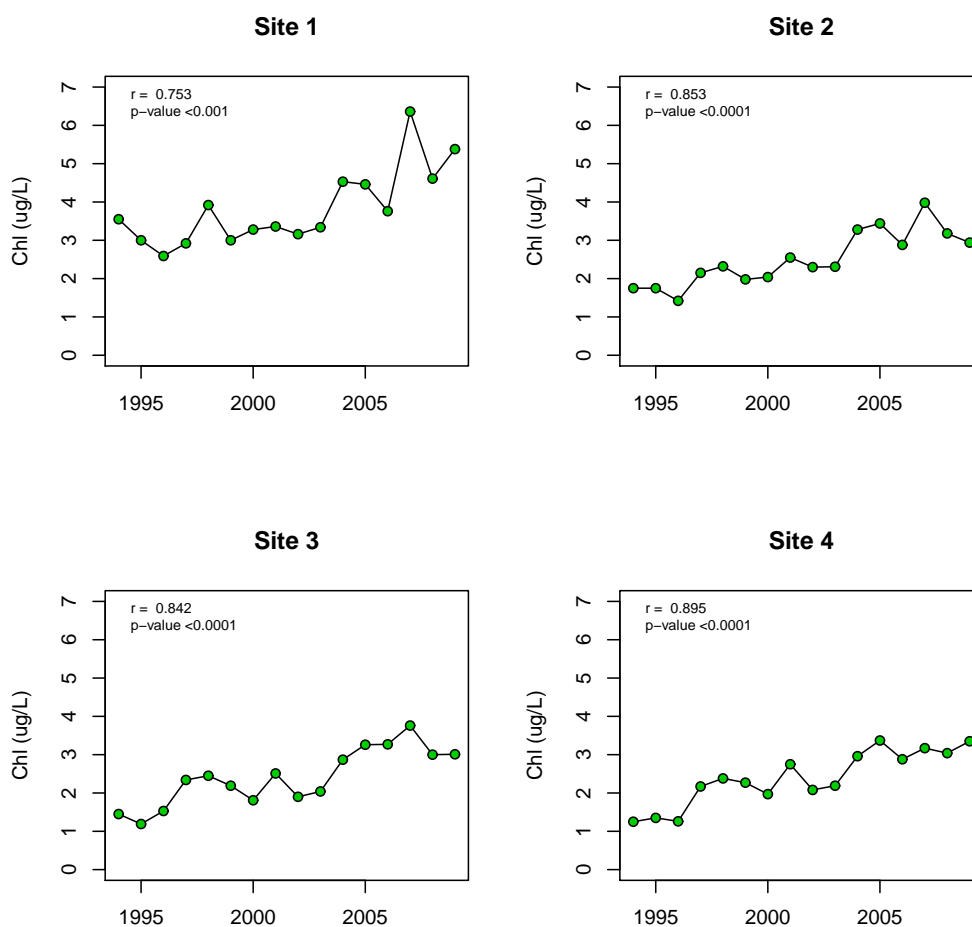 Site 1
r = 0.753
p-value <0.001
Chl (ug/L)
7
6
5
4
3
2
1
0
1995 2000 2005
Site 2
r = 0.853
p-value <0.0001
Chl (ug/L)
7
6
5
4
3
2
1
0
1995 2000 2005
Site 3
r = 0.842
p-value <0.0001
Chl (ug/L)
7
6
5
4
3
2
1
0
1995 2000 2005
Site 4
r = 0.895
p-value <0.0001
Chl (ug/L)
7
6
5
4
3
2
1
0
1995 2000 2005